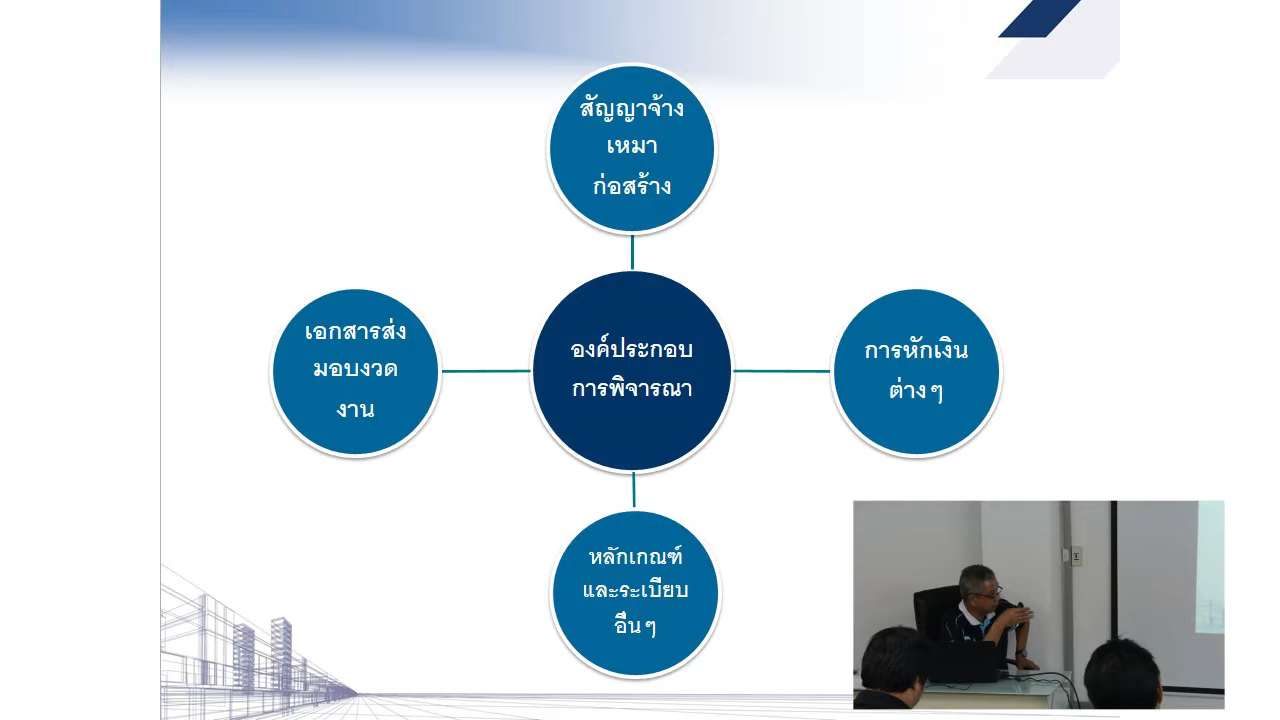 สัญญาจ้าง
เหมา
ก่อสร้าง
เอกสารส่ง
มอบงวด
งาน
องค์ประกอบ
การพิจารณา
การหักเงิน
ต่างๆ
หลักเกณฑ์
และระเบียบ
อื่นๆ